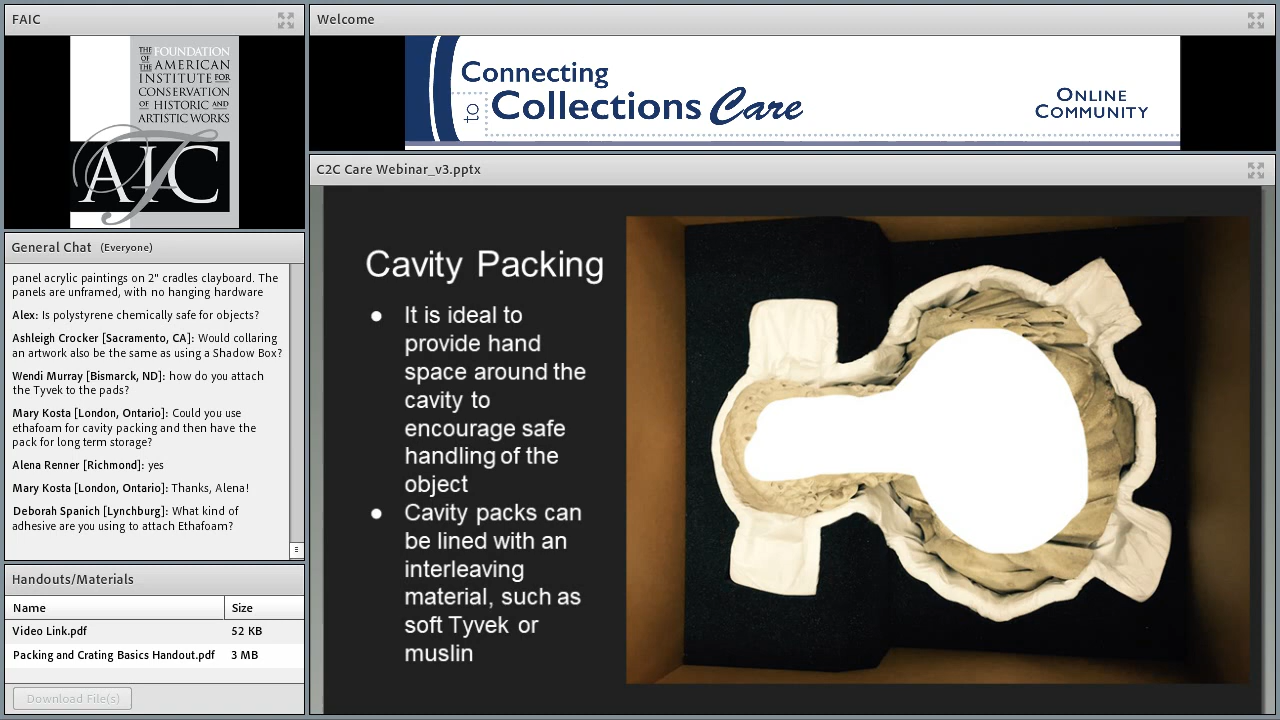 FAIC
THE FOUNDATION
OF THE AMERICAN
INSTITUTE FOR
CONSERVATION
OF HISTORIC AND
ARTISTIC WORKS
AIC
General Chat (Everyone)
panel acrylic paintings on 2" cradles clayboard. The
panels are unframed, with no hanging hardware
Alex: Is polystyrene chemically safe for objects?
Ashleigh Crocker [Sacramento, CA]: Would collaring
an artwork also be the same as using a Shadow Box?
Wendi Murray [Bismarck, ND]: how do you attach
the Tyvek to the pads?
Mary Kosta [London, Ontario]: Could you use
ethafoam for cavity packing and then have the
pack for long term storage?
Alena Renner [Richmond]: yes
Mary Kosta [London, Ontario]: Thanks, Alena!
Deborah Spanich [Lynchburg]: What kind of
adhesive are you using to attach Ethafoam?
Handouts/Materials
Name Size
Video Link.pdf 52 KB
Packing and Crating Basics Handout.pdf 3 MB
Download File(s)
Welcome
Connecting
to Collections Care
ONLINE
COMMUNITY
C2C Care Webinar_v3.pptx
Cavity Packing
● It is ideal to
provide hand
space around the
cavity to
encourage safe
handling of the
object
● Cavity packs can
be lined with an
interleaving
material, such as
soft Tyvek or
muslin